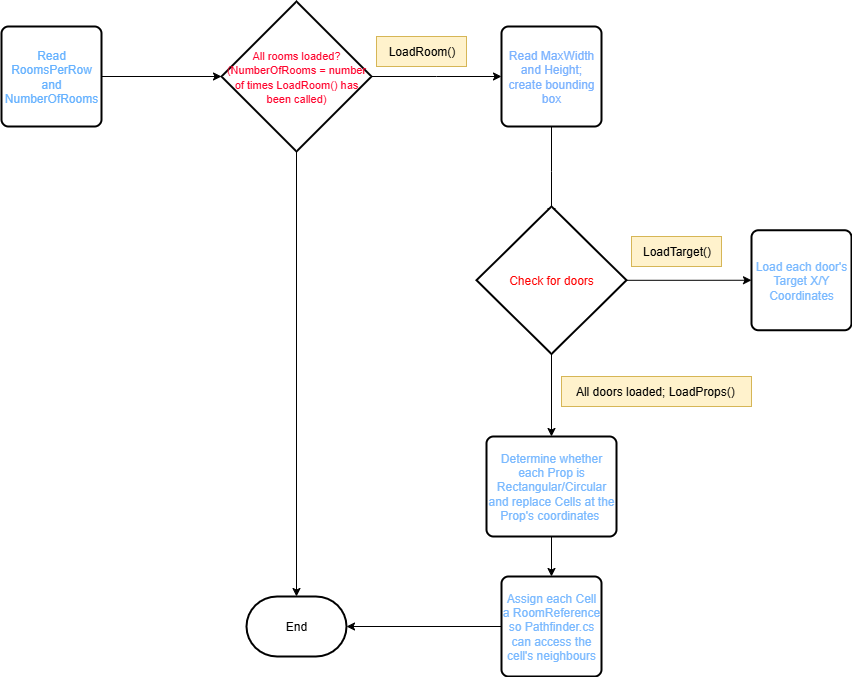 Read
RoomsPerRow
and
NumberOfRooms
All rooms loaded?
(NumberOfRooms = number
of times LoadRoom() has
been called)
LoadRoom()
Read MaxWidth
and Height;
create bounding
box
Check for doors
LoadTarget()
Load each door's
Target X/Y
Coordinates
All doors loaded; LoadProps()
Determine whether
each Prop is
Rectangular/Circular
and replace Cells at the
Prop's coordinates
Assign each Cell
a RoomReference
so Pathfinder.cs
can access the
cell's neighbours
End